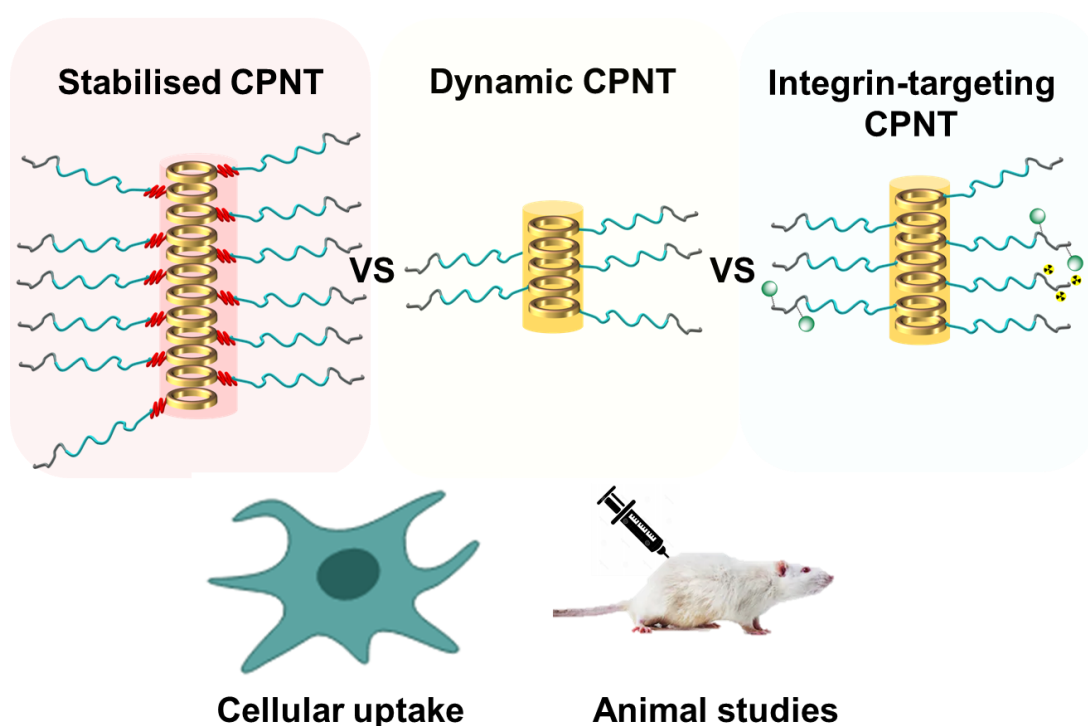 Stabilised CPNT
Dynamic CPNT
Integrin-targeting
CPNT
VS
VS
Cellular uptake
Animal studies